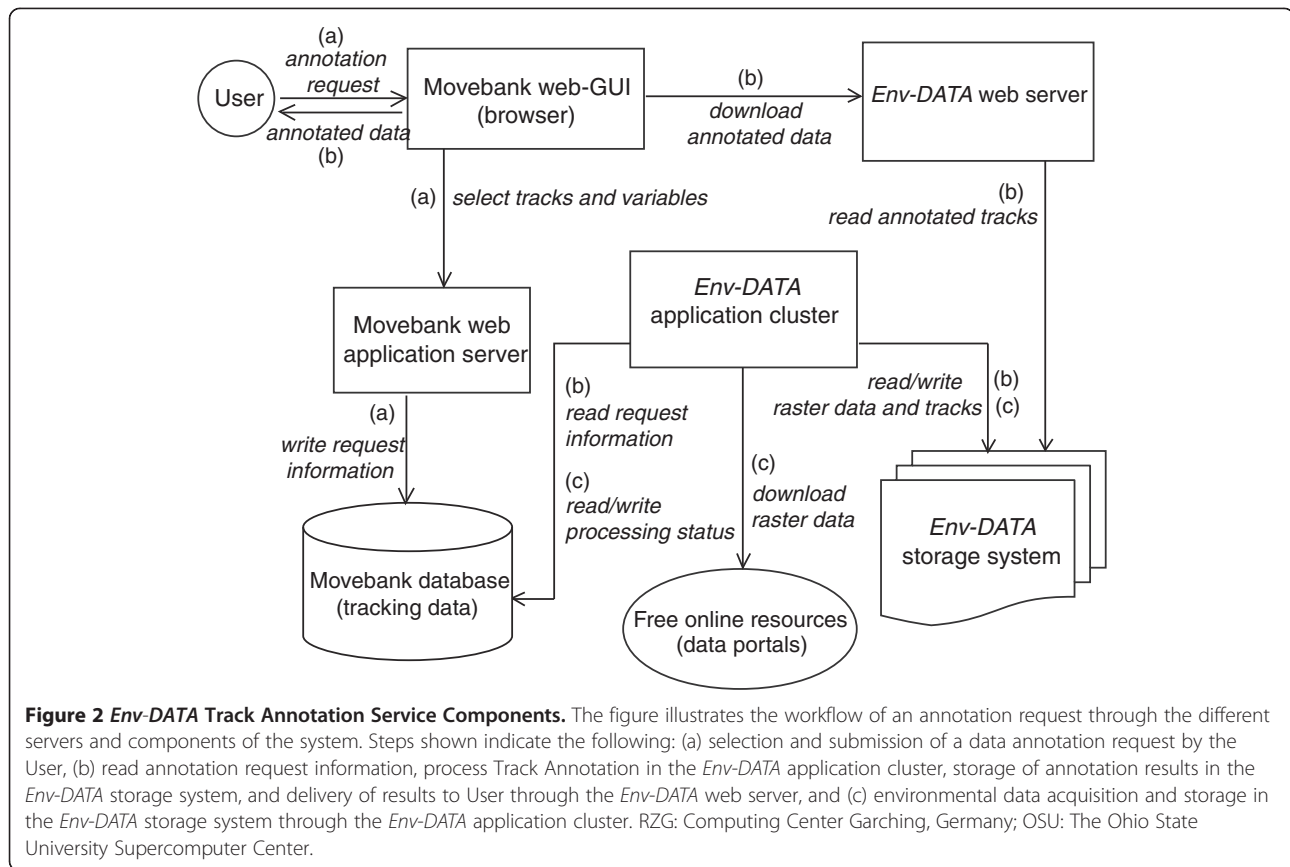 (a)
annotation
request
User
annotated data
(b)
Movebank web-GUI
(browser)
(b)
download
annotated data
Env-DATA web server
(a) select tracks and variables
(b)
read annotated tracks
Movebank web
application server
Env-DATA
application cluster
(a)
write request
information
(b)
read request
information
(c)
read/write
processing status
(c)
download
raster data
read/write
raster data and tracks
(b)
(c)
Movebank database
(tracking data)
Free online resources
(data portals)
Env-DATA
storage system
Figure 2 Env-DATA Track Annotation Service Components. The figure illustrates the workflow of an annotation request through the different
servers and components of the system. Steps shown indicate the following: (a) selection and submission of a data annotation request by the
User, (b) read annotation request information, process Track Annotation in the Env-DATA application cluster, storage of annotation results in the
Env-DATA storage system, and delivery of results to User through the Env-DATA web server, and (c) environmental data acquisition and storage in
the Env-DATA storage system through the Env-DATA application cluster. RZG: Computing Center Garching, Germany; OSU: The Ohio State
University Supercomputer Center.